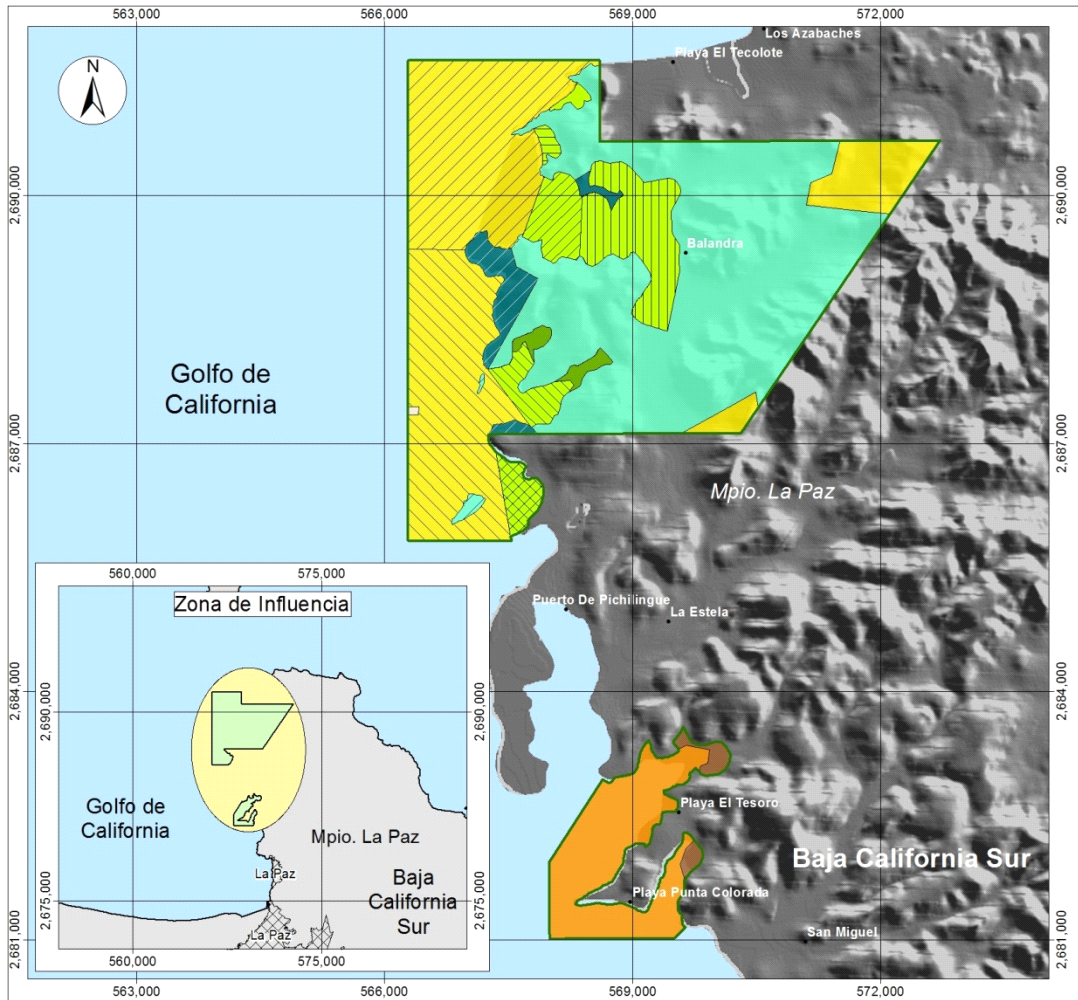 563,000
566,000
569,000
572,000
Los Azabaches
Playa El Tecolote
N
2,690,000
2,690,000
Balandra
Golfo de
California
2,687,000
2,687,000
Mpio. La Paz
560,000
575,000
Zona de Influencia
Puerto De Pichilingue
La Estela
2,684,000
2,684,000
2,690,000
2,690,000
Golfo de
California
Mpio. La Paz
Playa El Tesoro
Baja California Sur
La Paz
Baja
California
Sur
Playa Punta Colorada
2,675,000
2,675,000
La Paz
San Miguel
2,681,000
2,681,000
560,000
575,000
563,000
566,000
569,000
572,000